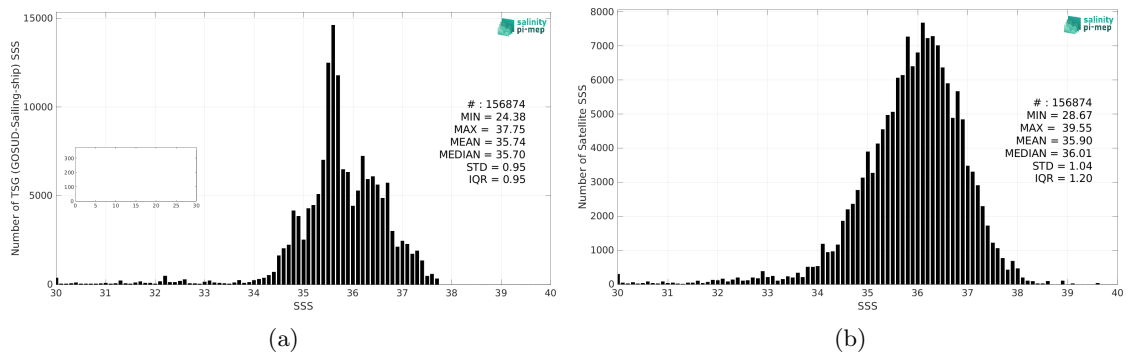 15000
10000
5000
0
Number of TSG (GOSUD-Sailing-ship) SSS
salinity
pi-mep
# : 156874
MIN = 24.38
MAX = 37.75
MEAN = 35.74
MEDIAN = 35.70
STD = 0.95
IQR = 0.95
300
200
100
0
0 5 10 15 20 25 30
30 31 32 33 34 35 36 37 38 39 40
SSS
(a)
8000
7000
6000
5000
4000
3000
2000
1000
0
Number of Satellite SSS
salinity
pi-mep
# : 156874
MIN = 28.67
MAX = 39.55
MEAN = 35.90
MEDIAN = 36.01
STD = 1.04
IQR = 1.20
30 31 32 33 34 35 36 37 38 39 40
SSS
(b)